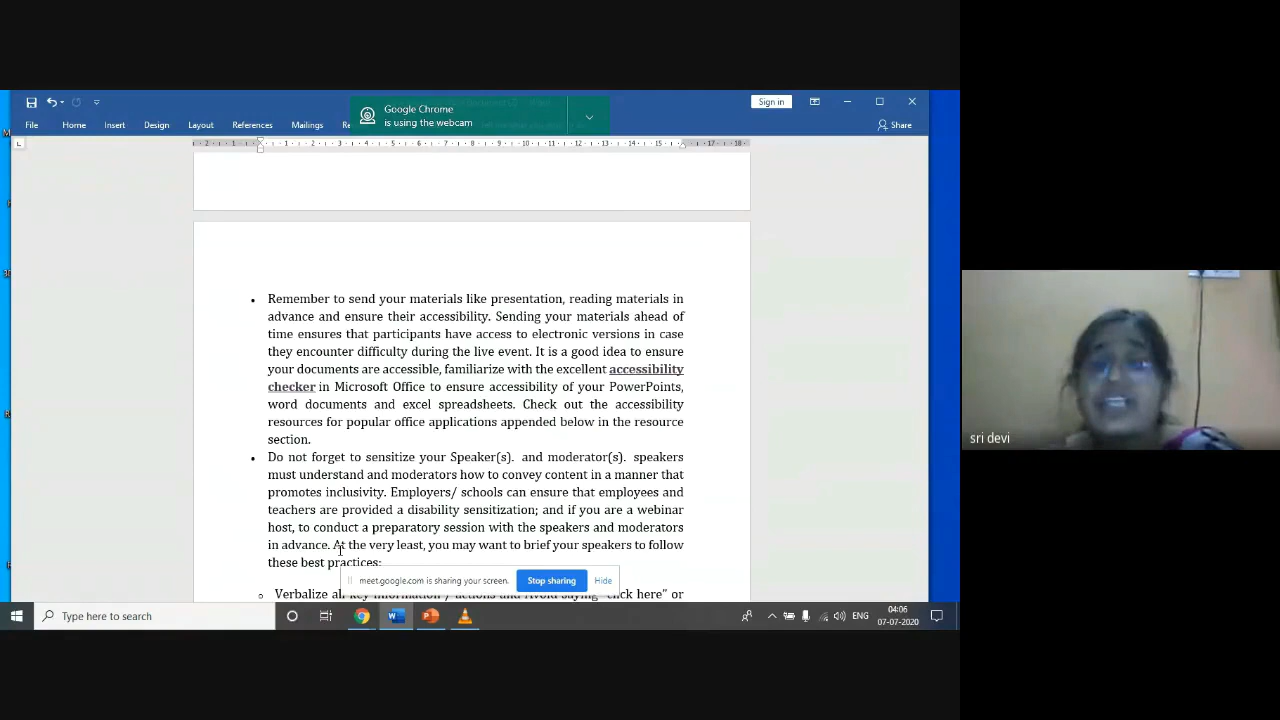 Google Chrome
is using the webcam
Sign in
File Home Insert Design Layout References Mailings
Share
Remember to send your materials like presentation, reading materials in
advance and ensure their accessibility. Sending your materials ahead of
time ensures that participants have access to electronic versions in case
they encounter difficulty during the live event. It is a good idea to ensure
your documents are accessible, familiarize with the excellent accessibility
checker in Microsoft Office to ensure accessibility of your PowerPoints,
word documents and excel spreadsheets. Check out the accessibility
resources for popular office applications appended below in the resource
section.
Do not forget to sensitize your Speaker(s). and moderator(s). speakers
must understand and moderators how to convey content in a manner that
promotes inclusivity. Employers/ schools can ensure that employees and
teachers are provided a disability sensitization; and if you are a webinar
host, to conduct a preparatory session with the speakers and moderators
in advance. At the very least, you may want to brief your speakers to follow
these best practices:
meet.google.com is sharing your screen. Stop sharing Hide
Verbalize all key information / actions and Avoid saying "click here" or
sri devi
Type here to search
ENG
04:06
07-07-2020